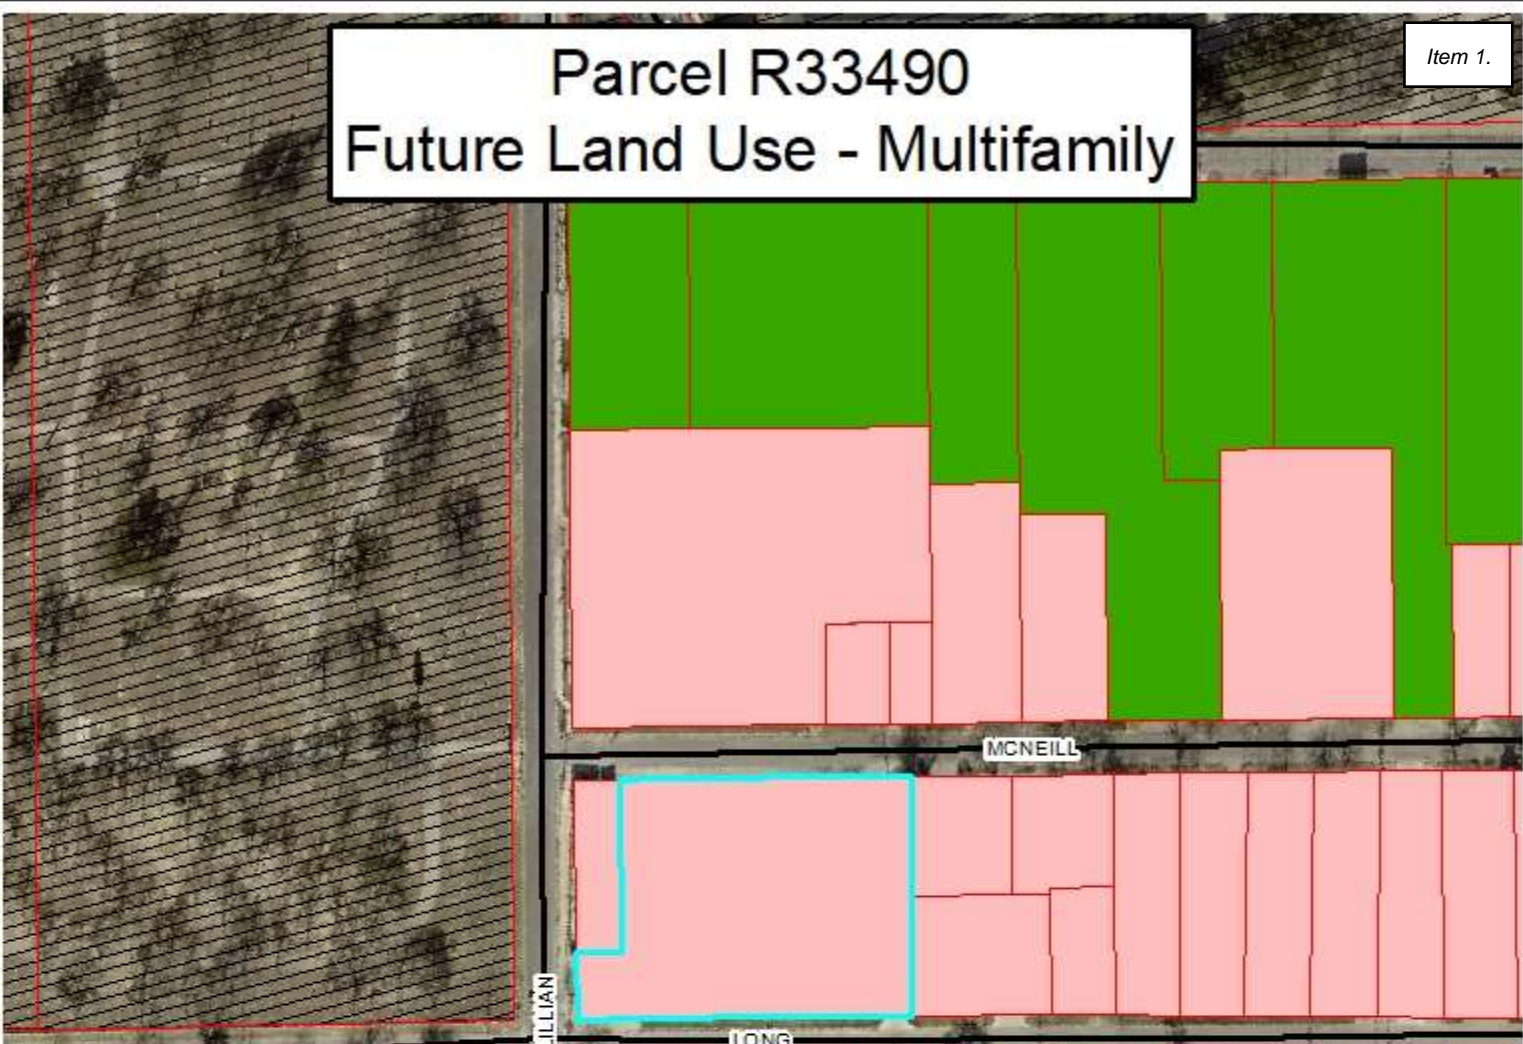 Parcel R33490
Future Land Use - Multifamily
Item 1.
MCNEILL
LILLIAN
LONG